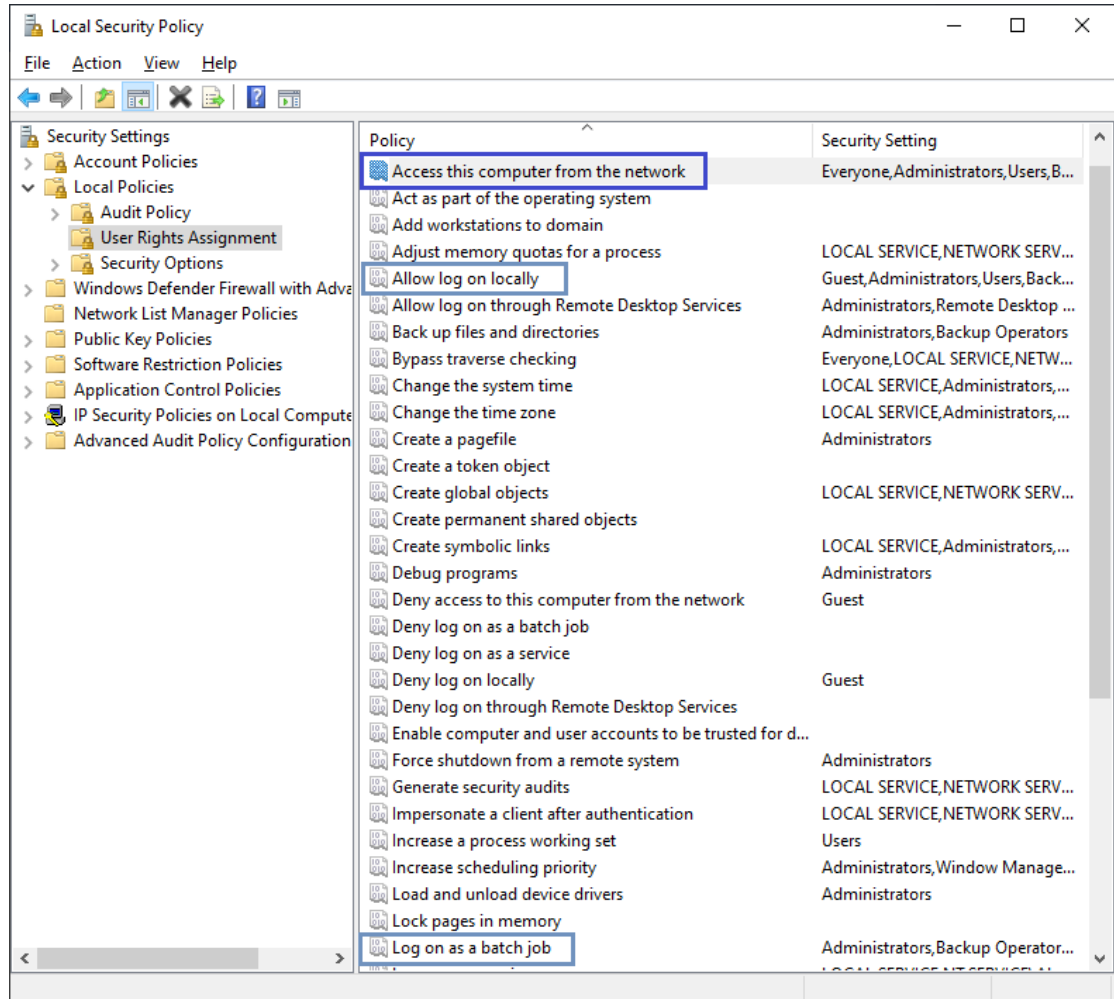 Local Security Policy
File Action View Help
Security Settings
Account Policies
Local Policies
Audit Policy
User Rights Assignment
Security Options
Windows Defender Firewall with Adva
Network List Manager Policies
Public Key Policies
Software Restriction Policies
Application Control Policies
IP Security Policies on Local Compute
Advanced Audit Policy Configuration
Policy Security Setting
Access this computer from the network Everyone,Administrators,Users,B...
Act as part of the operating system
Add workstations to domain
Adjust memory quotas for a process LOCAL SERVICE,NETWORK SERV...
Allow log on locally Guest,Administrators,Users,Back...
Allow log on through Remote Desktop Services Administrators,Remote Desktop ...
Back up files and directories Administrators,Backup Operators
Bypass traverse checking Everyone,LOCAL SERVICE,NETW...
Change the system time LOCAL SERVICE,Administrators,...
Change the time zone LOCAL SERVICE,Administrators,...
Create a pagefile Administrators
Create a token object
Create global objects LOCAL SERVICE,NETWORK SERV...
Create permanent shared objects
Create symbolic links LOCAL SERVICE,Administrators,...
Debug programs Administrators
Deny access to this computer from the network Guest
Deny log on as a batch job
Deny log on as a service
Deny log on locally Guest
Deny log on through Remote Desktop Services
Enable computer and user accounts to be trusted for d...
Force shutdown from a remote system Administrators
Generate security audits LOCAL SERVICE,NETWORK SERV...
Impersonate a client after authentication LOCAL SERVICE,NETWORK SERV...
Increase a process working set Users
Increase scheduling priority Administrators,Window Manage...
Load and unload device drivers Administrators
Lock pages in memory
Log on as a batch job Administrators,Backup Operator...